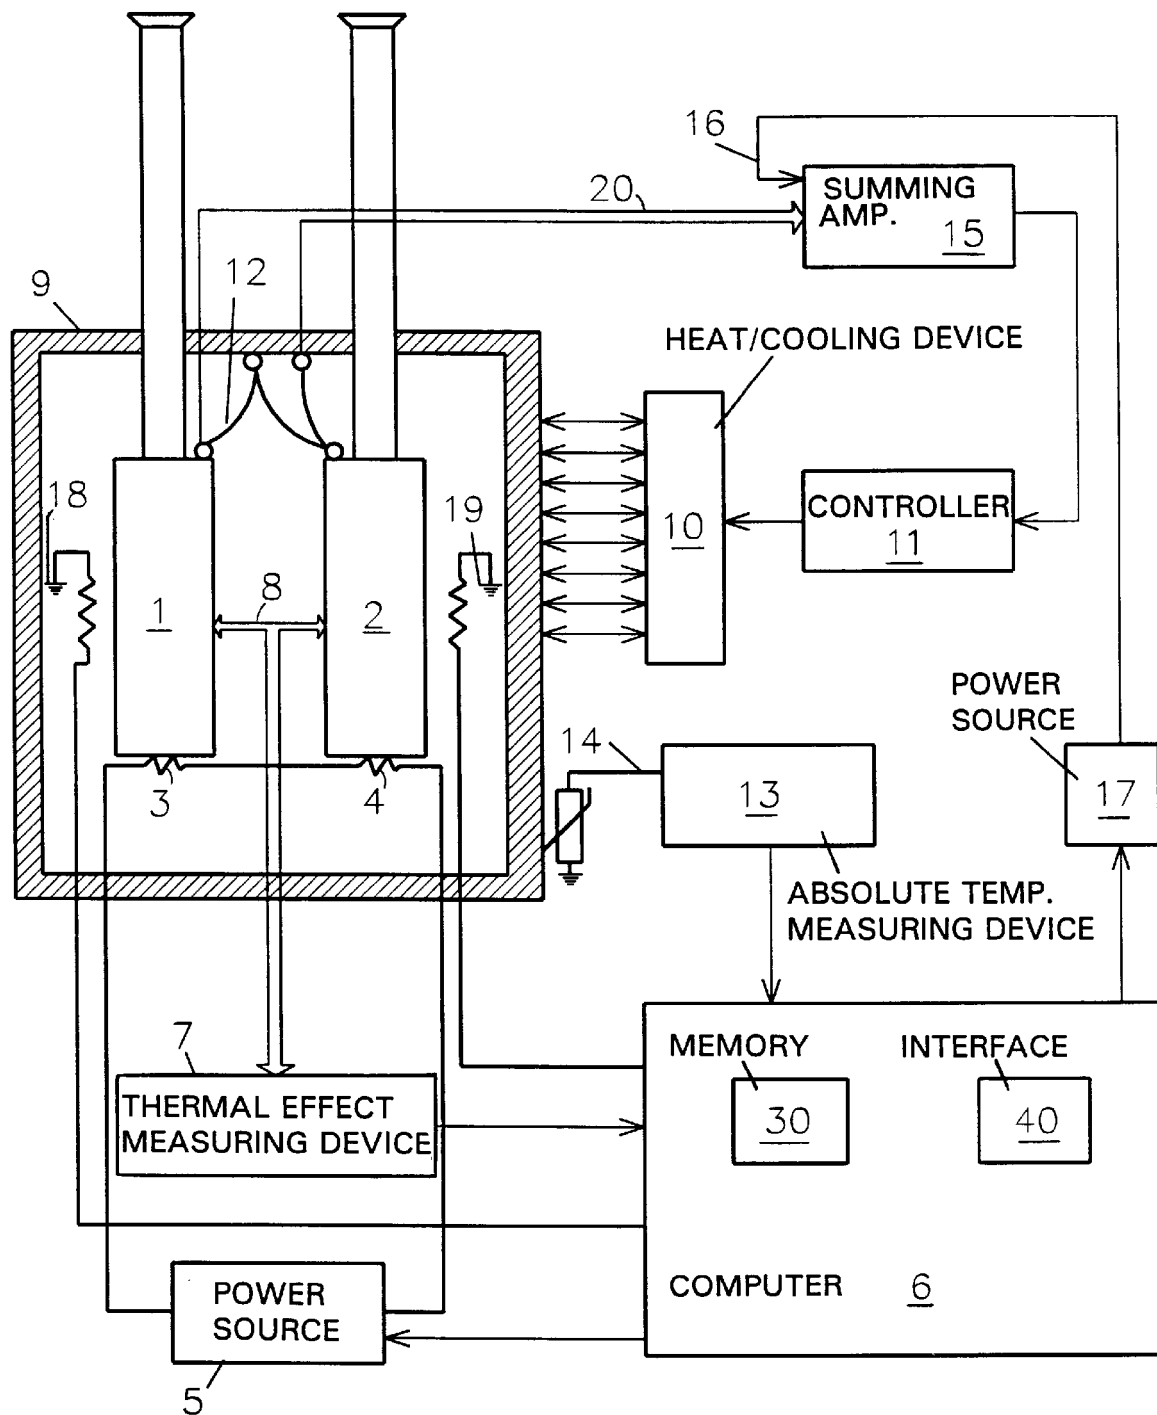 16
20
SUMMING
AMP.
15
9
12
HEAT/COOLING DEVICE
18
19
CONTROLLER
11
10
8
1
2
POWER
SOURCE
14
3
4
13
17
ABSOLUTE TEMP.
MEASURING DEVICE
7
MEMORY
INTERFACE
THERMAL EFFECT
MEASURING DEVICE
30
40
COMPUTER
6
POWER
SOURCE
5